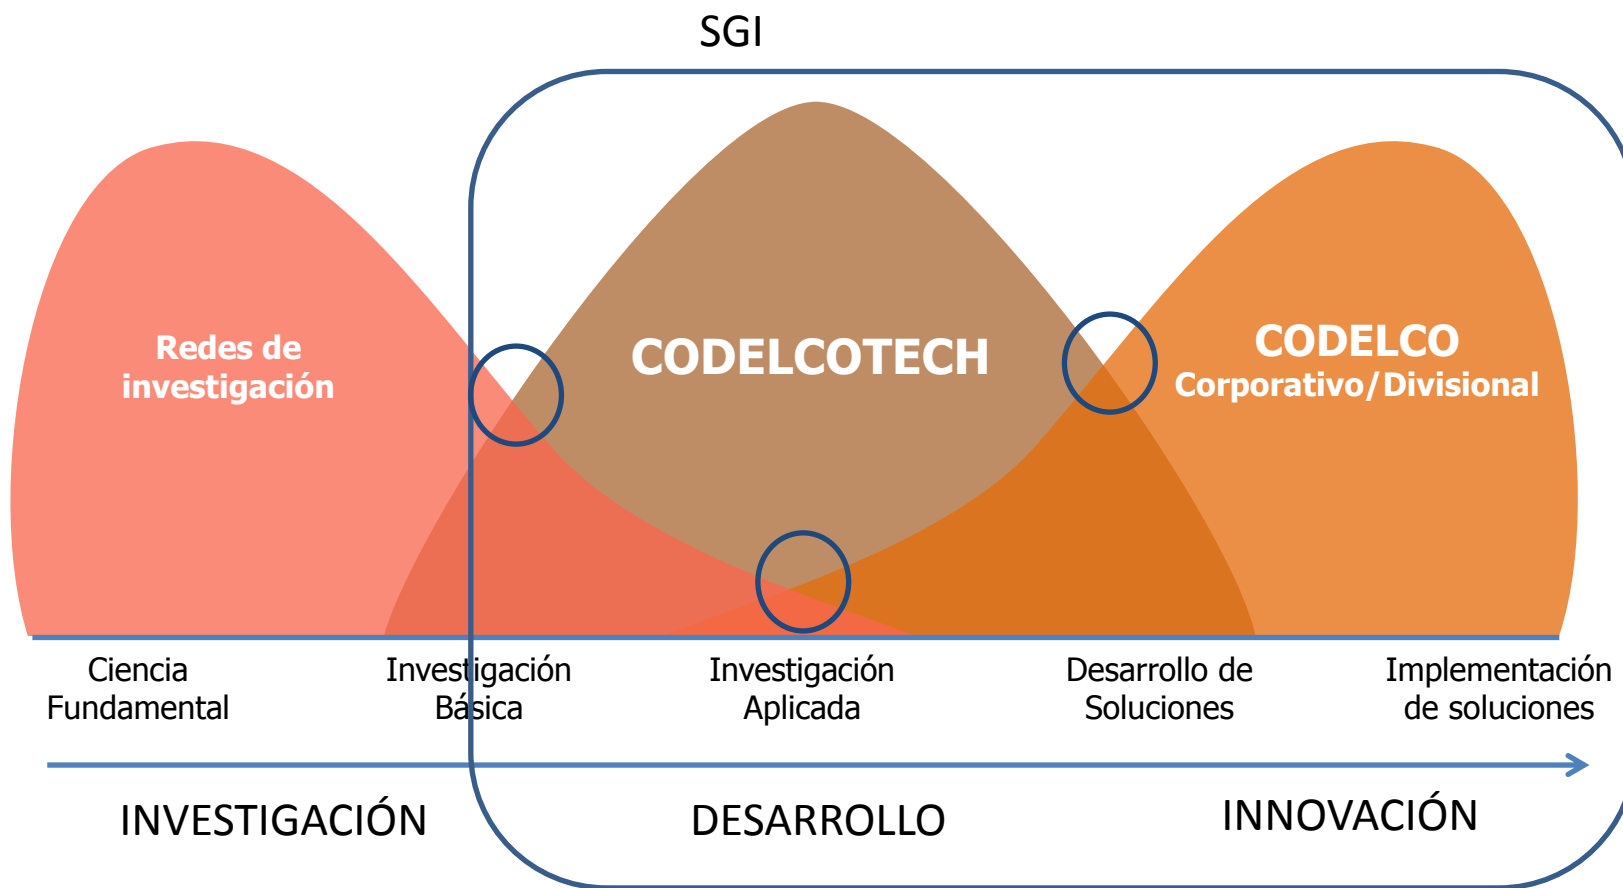 SGI
Redes de
investigación
CODELCOTECH
CODELCO
Corporativo/Divisional
Ciencia
Fundamental
Investigación
Básica
Investigación
Aplicada
Desarrollo de
Soluciones
Implementación
de soluciones
INVESTIGACIÓN
DESARROLLO
INNOVACIÓN